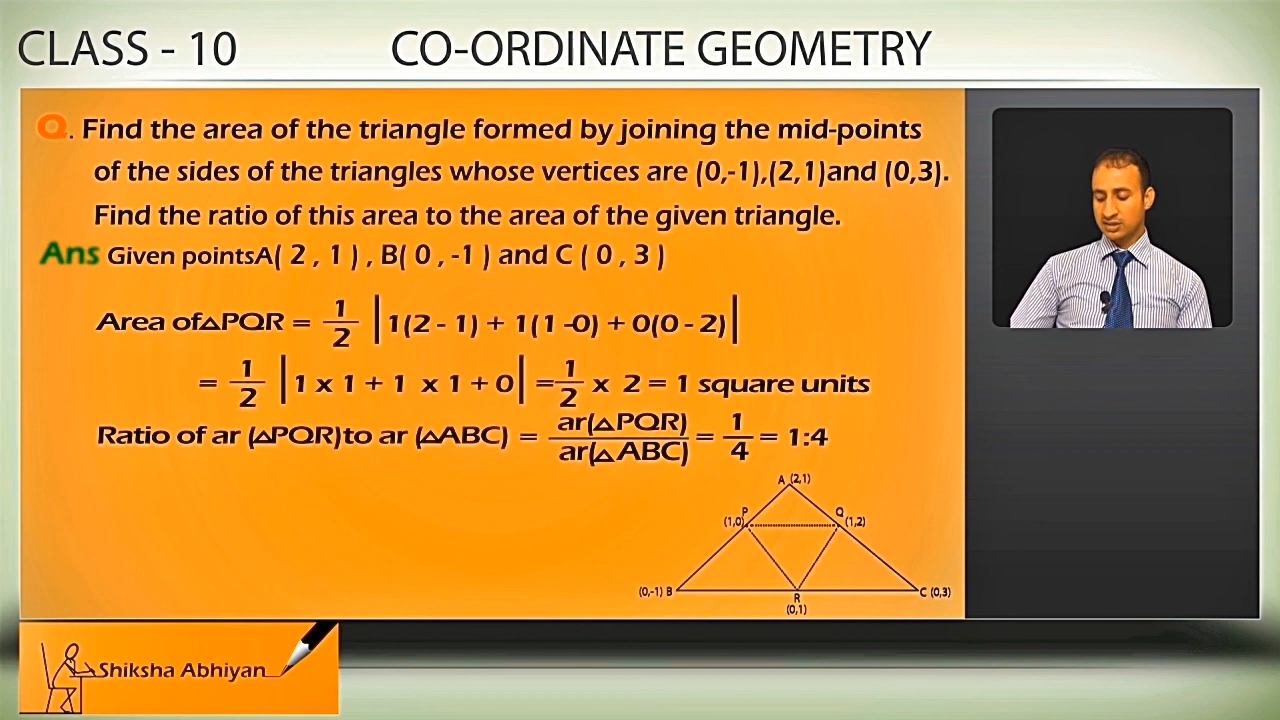 CLASS - 10 CO-ORDINATE GEOMETRY
Q. Find the area of the triangle formed by joining the mid-points
of the sides of the triangles whose vertices are (0,-1),(2,1)and (0,3).
Find the ratio of this area to the area of the given triangle.
Ans Given pointsA( 2 , 1 ) , B( 0 , -1 ) and C ( 0 , 3 )
Area of△PQR = 1/2 |1(2 - 1) + 1(1 -0) + 0(0 - 2)|
= 1/2 |1 x 1 + 1 x 1 + 0| = 1/2 x 2 = 1 square units
Ratio of ar (△PQR)to ar (△ABC) = ar(△PQR)/ar(△ABC) = 1/4 = 1:4
A (2,1)
P Q
(1,0) (1,2)
(0,-1) B C (0,3)
R
(0,1)
Shiksha Abhiyan